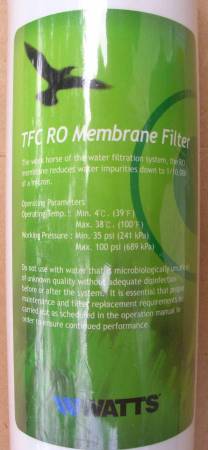 TFC RO Membrane Filter
The work horse of the water filtration system, the RO
membrane reduces water impurities down to 1/10,000
of a micron.
Operating Parameters
Operating Temp. : Min. 4℃ (39˚F)
Max. 38℃ (100˚F)
Working Pressure : Min. 35 psi (241 kPa)
Max. 100 psi (689 kPa)
Do not use with water that is microbiologically unsafe or
of unknown quality without adequate disinfection
before or after the systems. It is essential that
maintenance and filter replacement requirements be
carried out as scheduled in the operation manual in
order to ensure continued performance.
WATTS